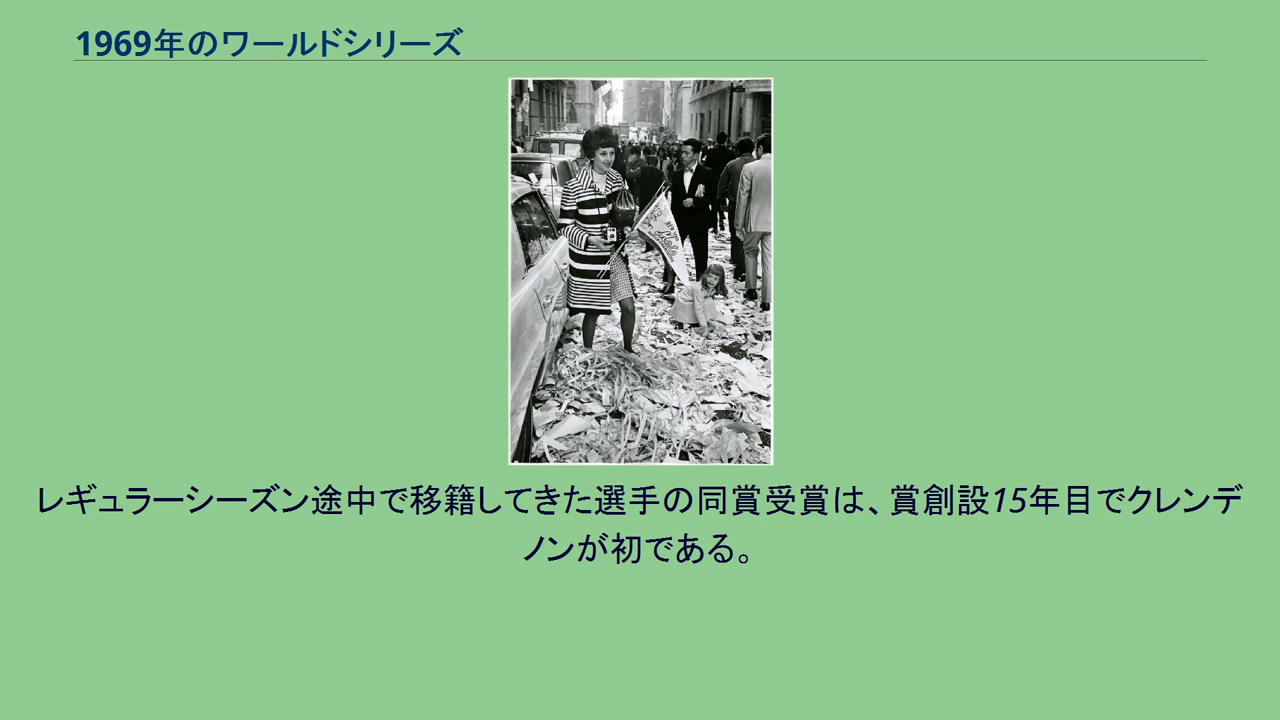 1969年のワールドシリーズ
レギュラーシーズン途中で移籍してきた選手の同賞受賞は、賞創設15年目でクレンデ
ノンが初である。